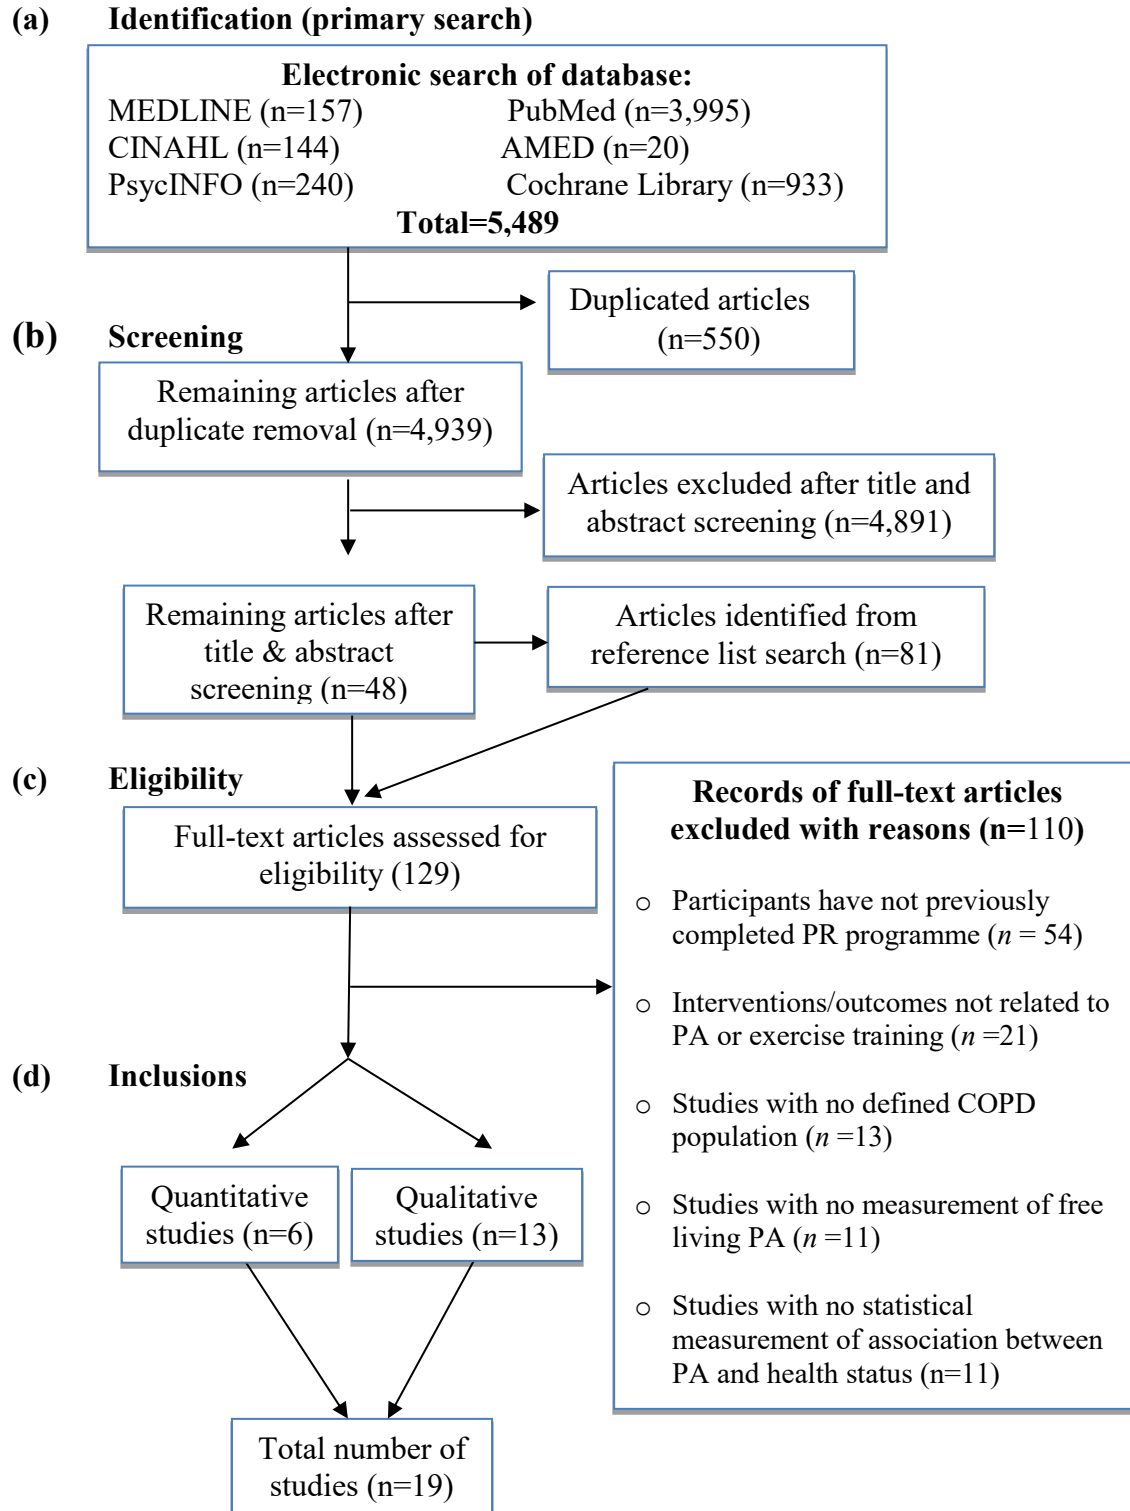 (a) Identification (primary search)
Electronic search of database:
MEDLINE (n=157) PubMed (n=3,995)
CINAHL (n=144) AMED (n=20)
PsycINFO (n=240) Cochrane Library (n=933)
Total=5,489
Duplicated articles
(n=550)
(b) Screening
Remaining articles after
duplicate removal (n=4,939)
Articles excluded after title and
abstract screening (n=4,891)
Remaining articles after
title & abstract
screening (n=48)
Articles identified from
reference list search (n=81)
(c) Eligibility
Full-text articles assessed for
eligibility (129)
Records of full-text articles
excluded with reasons (n=110)
o Participants have not previously
completed PR programme (n = 54)
o Interventions/outcomes not related to
PA or exercise training (n =21)
o Studies with no defined COPD
population (n =13)
o Studies with no measurement of free
living PA (n =11)
o Studies with no statistical
measurement of association between
PA and health status (n=11)
(d) Inclusions
Quantitative
studies (n=6)
Qualitative
studies (n=13)
Total number of
studies (n=19)